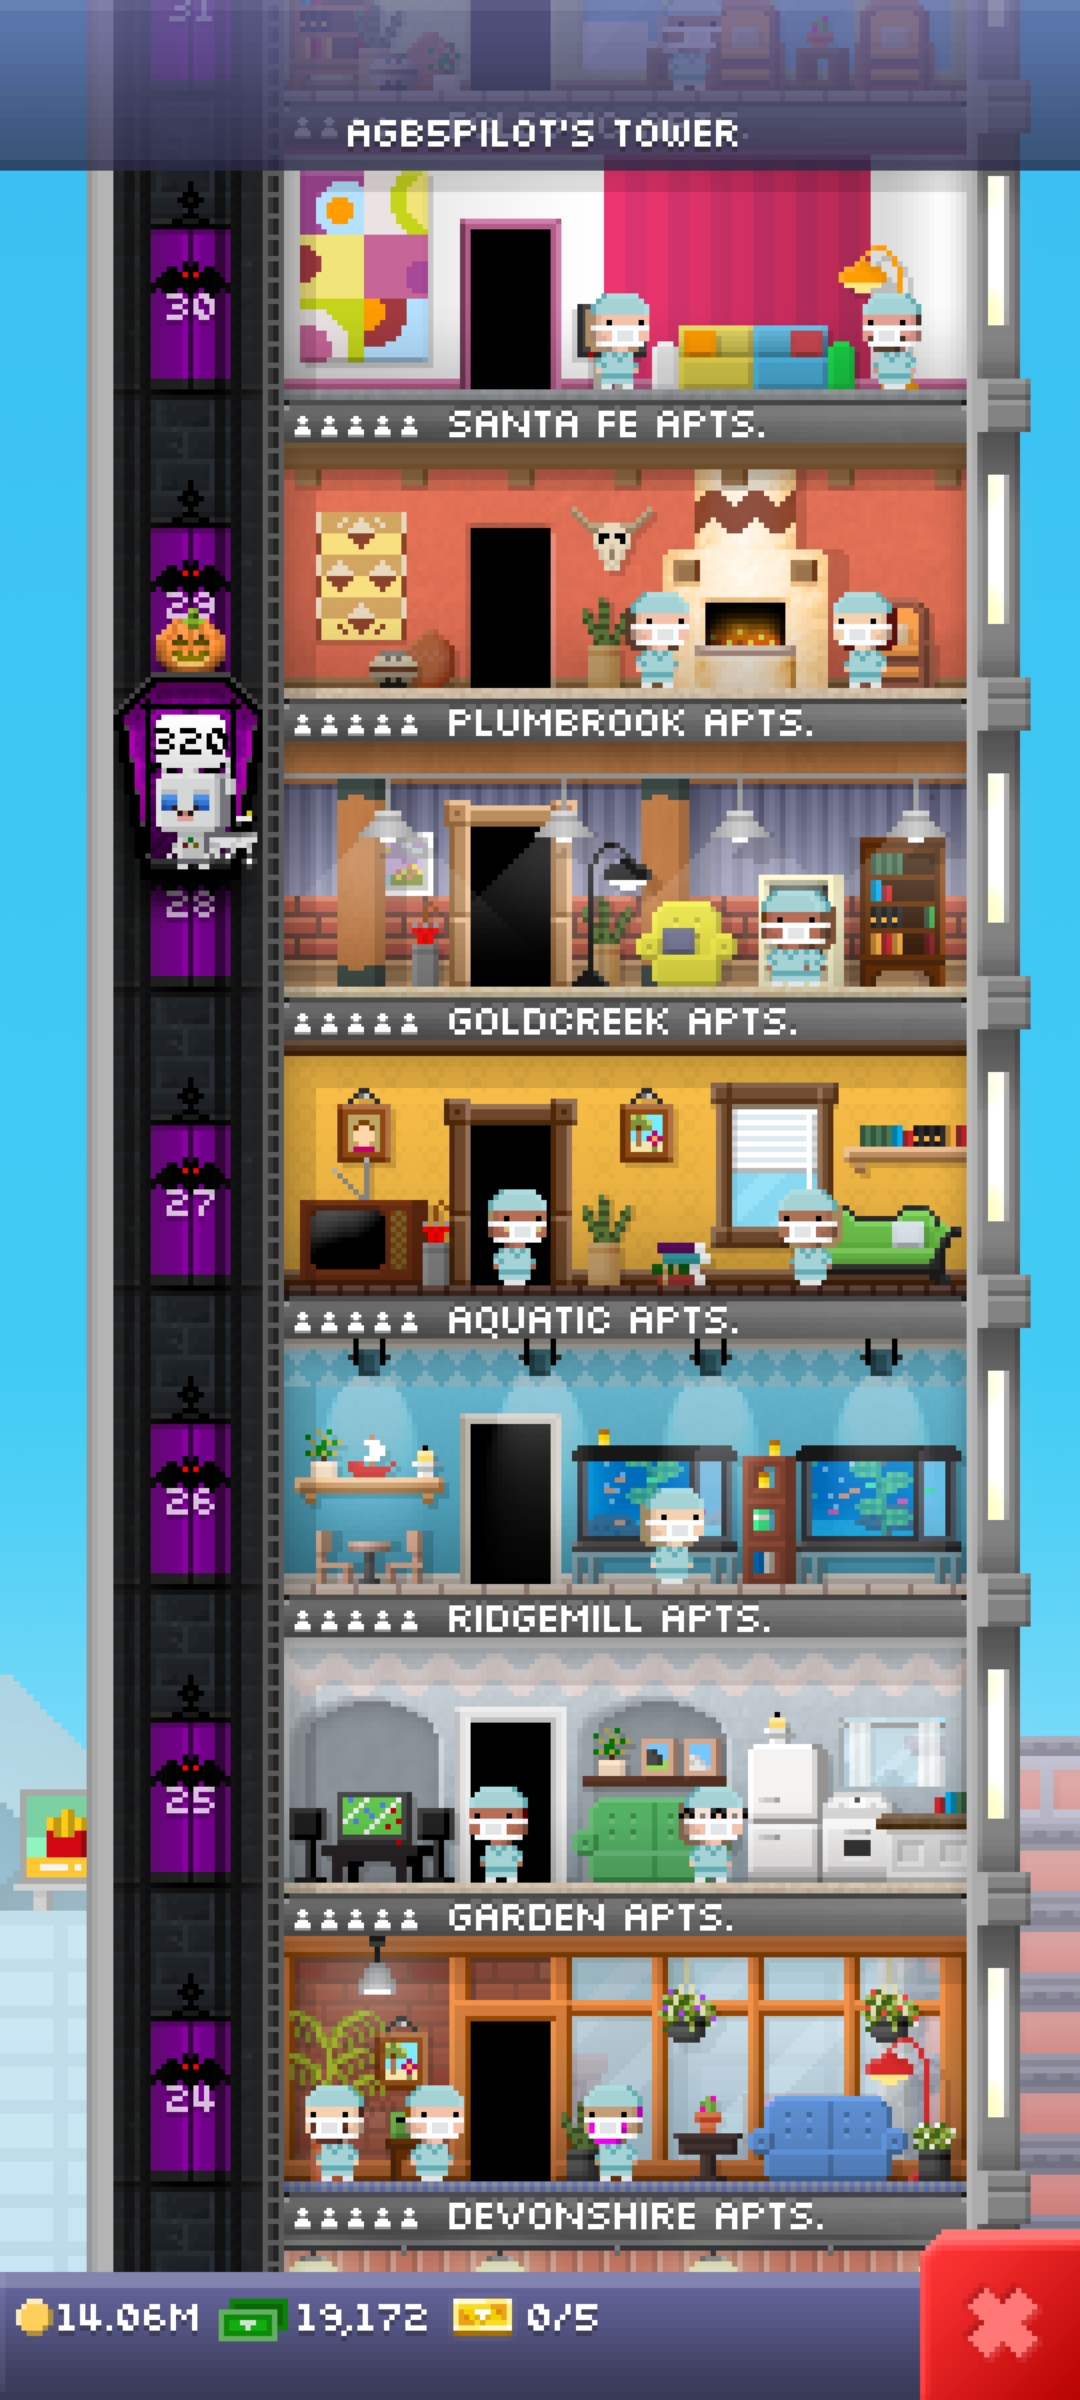 31
AGB5PILOT'S TOWER
30
SANTA FE APTS.
29
PLUMBROOK APTS.
320
28
GOLDCREEK APTS.
27
AQUATIC APTS.
26
RIDGEMILL APTS.
25
GARDEN APTS.
24
DEVONSHIRE APTS.
14.06M 19,172 0/5